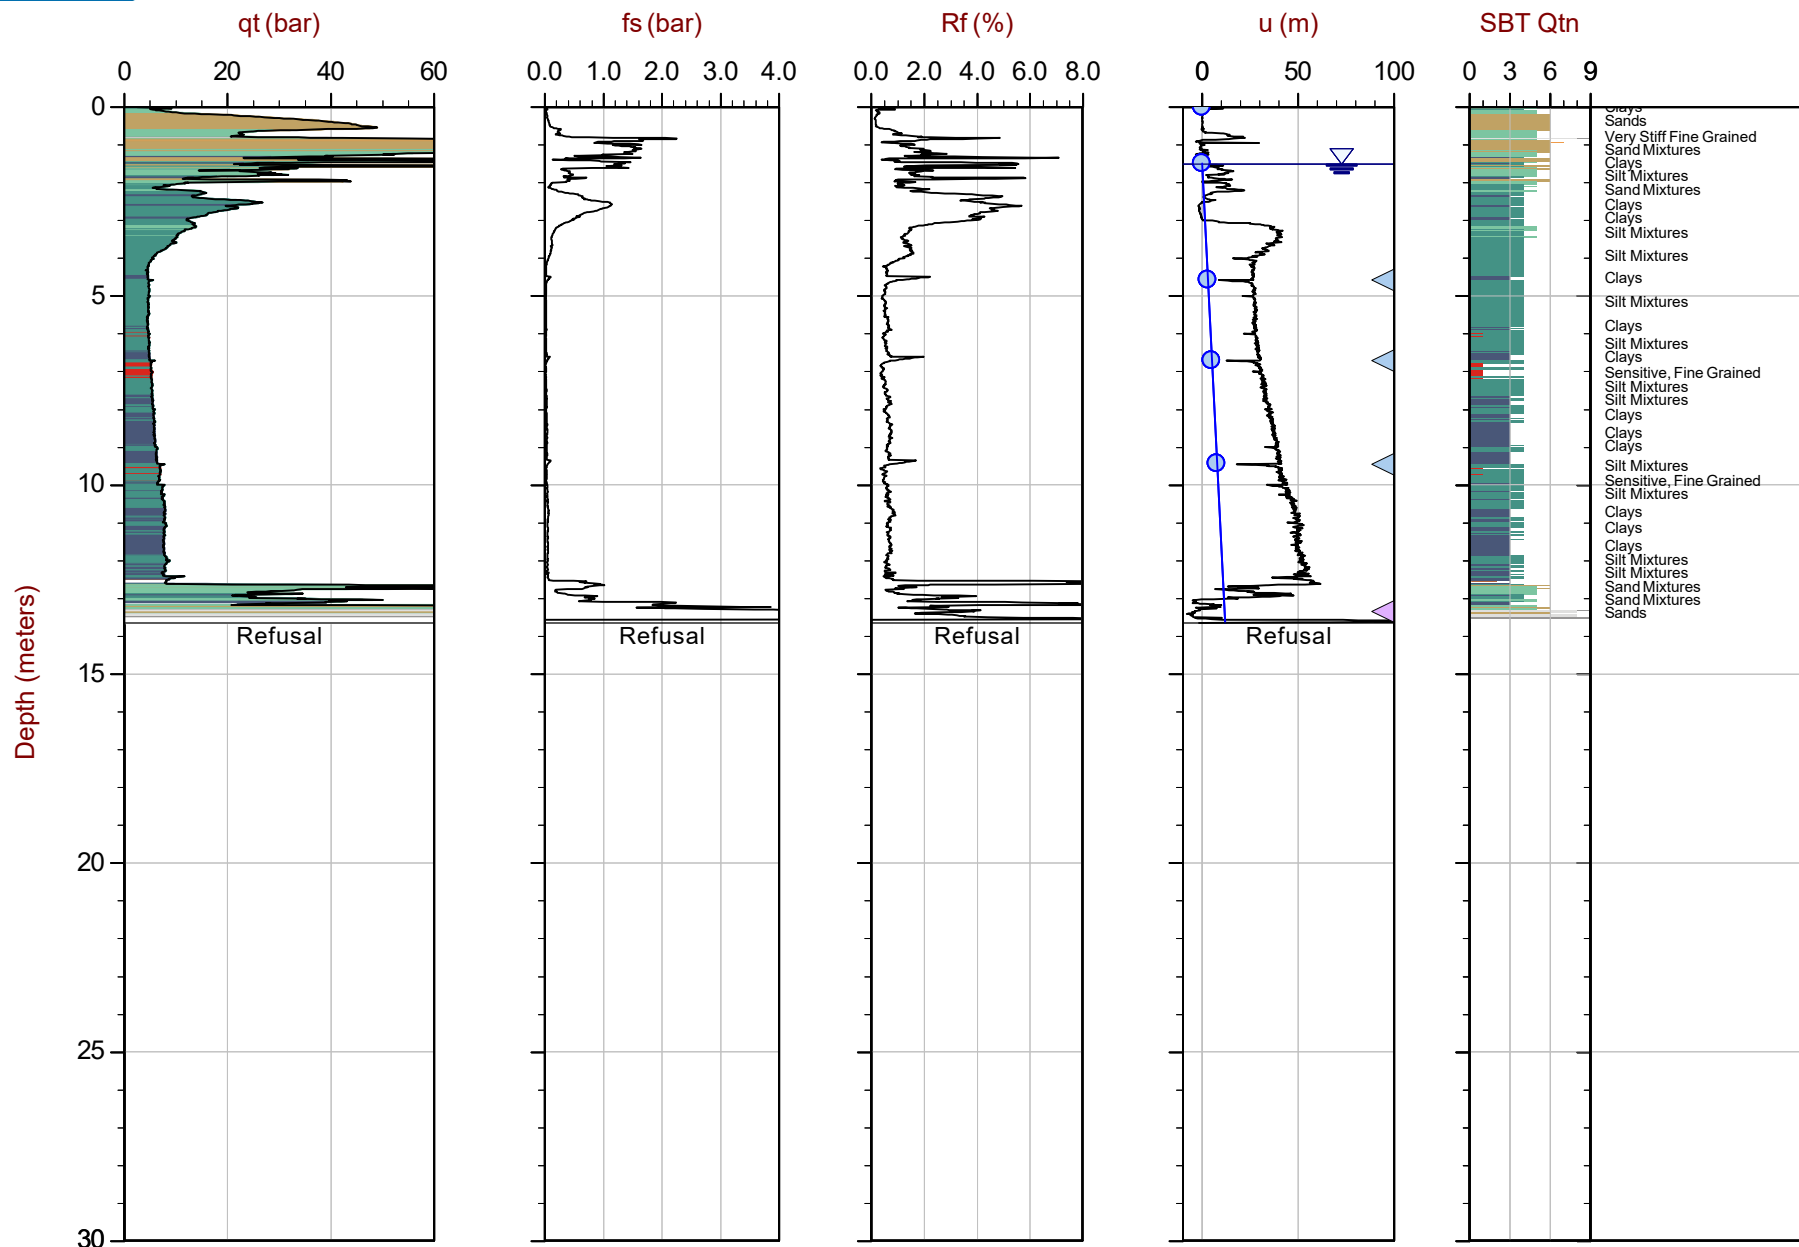 qt (bar) fs (bar) Rf (%) u (m) SBT Qtn
0 20 40 60 0.0 1.0 2.0 3.0 4.0 0.0 2.0 4.0 6.0 8.0 0 50 100 0 3 6 9
0
5
10
15
20
25
30
Depth (meters)
Clays
Sands
Very Stiff Fine Grained
Sand Mixtures
Clays
Silt Mixtures
Sand Mixtures
Clays
Clays
Silt Mixtures
Silt Mixtures
Clays
Silt Mixtures
Clays
Silt Mixtures
Clays
Sensitive, Fine Grained
Silt Mixtures
Silt Mixtures
Clays
Clays
Clays
Silt Mixtures
Sensitive, Fine Grained
Silt Mixtures
Clays
Clays
Clays
Silt Mixtures
Silt Mixtures
Sand Mixtures
Sand Mixtures
Sands
Refusal Refusal Refusal Refusal